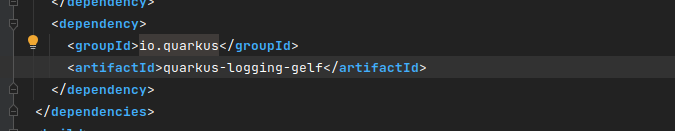 </dependency>
<dependency>
<groupId>io.quarkus</groupId>
<artifactId>quarkus-logging-gelf</artifactId>
</dependency>
</dependencies>